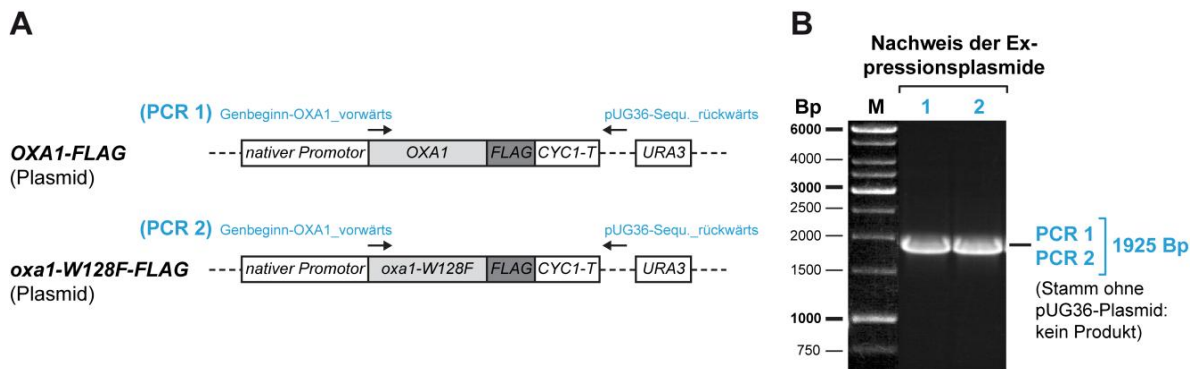 A
(PCR 1)
Genbeginn-OXA1_vorwärts
pUG36-Sequ._rückwärts
OXA1-FLAG
(Plasmid)
nativer Promotor
OXA1
FLAG
CYC1-T
URA3
(PCR 2)
Genbeginn-OXA1_vorwärts
pUG36-Sequ._rückwärts
oxa1-W128F-FLAG
(Plasmid)
nativer Promotor
oxa1-W128F
FLAG
CYC1-T
URA3
B
Nachweis der Ex-
pressionsplasmide
Bp
M
1
2
6000
4000
3000
2500
2000
1500
1000
750
PCR 1
PCR 2
1925 Bp
(Stamm ohne
pUG36-Plasmid:
kein Produkt)